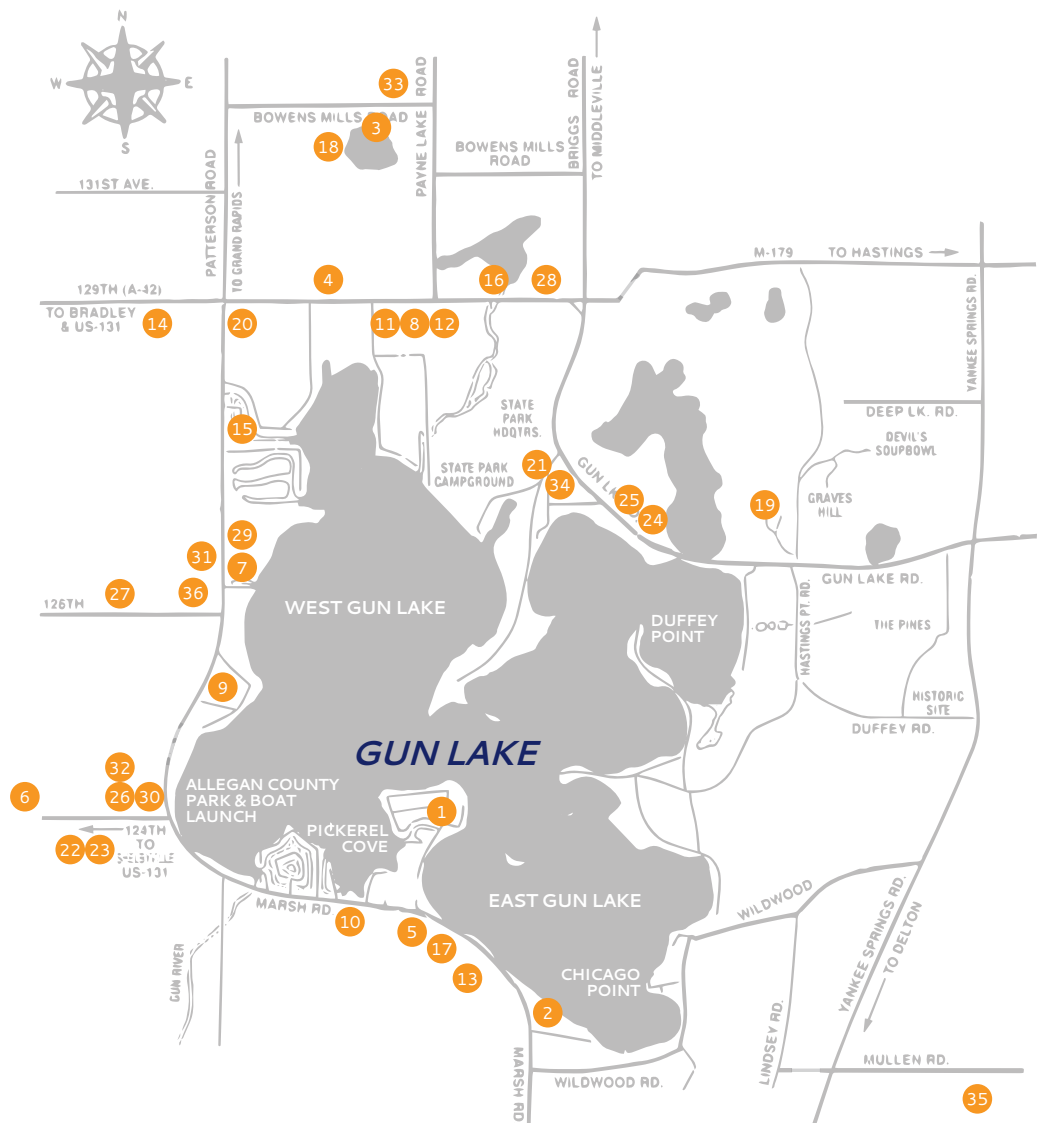 N
W
E
S
33
BOWENS MILLS ROAD
3
18
PATTERSON ROAD
TO GRAND RAPIDS
PAYNE LAKE ROAD
BOWENS MILLS
ROAD
BRIGGS ROAD
TO MIDDLEVILLE
131ST AVE.
4
16
28
M-179
TO HASTINGS
129TH (A-42)
TO BRADLEY
& US-131
14
20
11
8
12
YANKEE SPRINGS RD.
15
STATE
PARK
HDQTRS.
DEEP LK. RD.
DEVIL'S
SOUPBOWL
STATE PARK
CAMPGROUND
21
34
25
24
19
GRAVES
HILL
29
31
7
27
36
126TH
GUN LAKE RD.
WEST GUN LAKE
DUFFEY
POINT
HASTINGS PT. RD.
THE PINES
9
HISTORIC
SITE
DUFFEY RD.
GUN LAKE
32
6
26
30
ALLEGAN COUNTY
PARK & BOAT
LAUNCH
1
PICKEREL
COVE
124TH
TO
US-131
22
23
MARSH RD.
EAST GUN LAKE
WILDWOOD
10
5
17
13
GUN RIVER
CHICAGO
POINT
2
YANKEE SPRINGS RD.
TO DELTON
LINDSEY RD.
MARSH RD
WILDWOOD RD.
MULLEN RD.
35